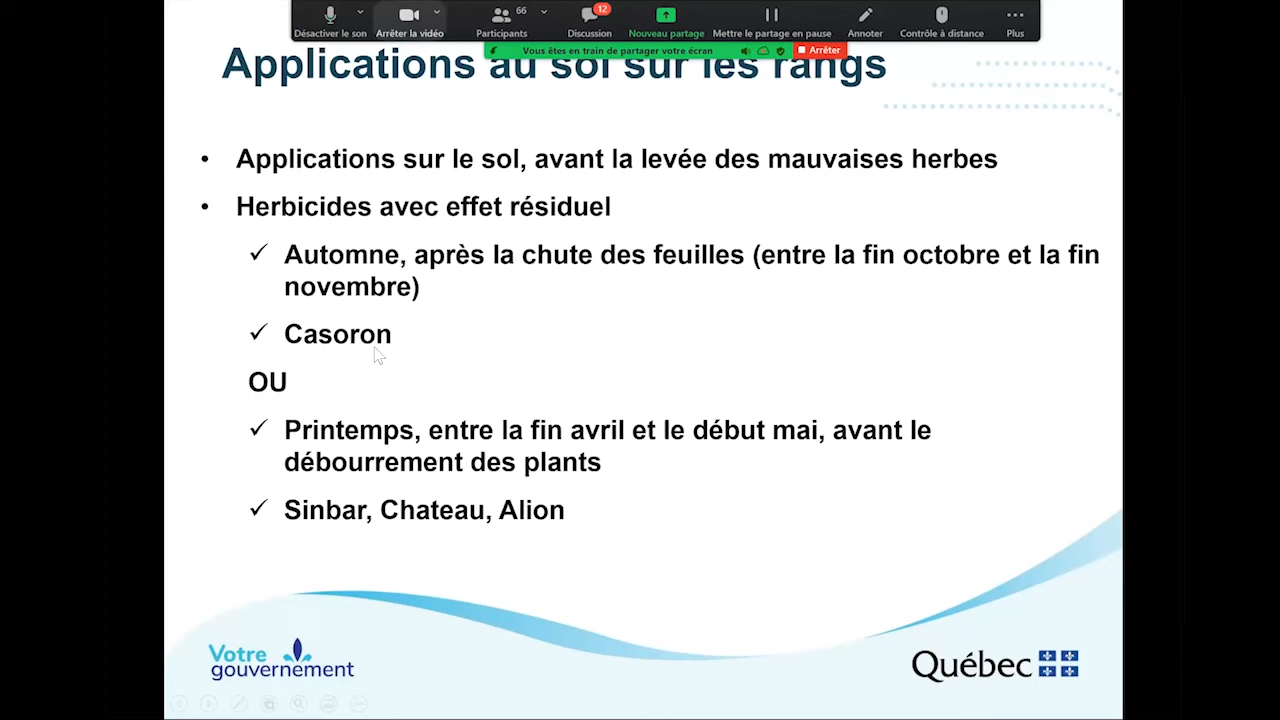 66
12
Désactiver le son
Arrêter la vidéo
Participants
Discussion
Nouveau partage
Mettre le partage en pause
Annoter
Contrôle à distance
Plus
Vous êtes en train de partager votre écran
Arrêter
Applications au sol sur les rangs
• Applications sur le sol, avant la levée des mauvaises herbes
• Herbicides avec effet résiduel
✓ Automne, après la chute des feuilles (entre la fin octobre et la fin
novembre)
✓ Casoron
OU
✓ Printemps, entre la fin avril et le début mai, avant le
débourrement des plants
✓ Sinbar, Chateau, Alion
Votre
gouvernement
Québec